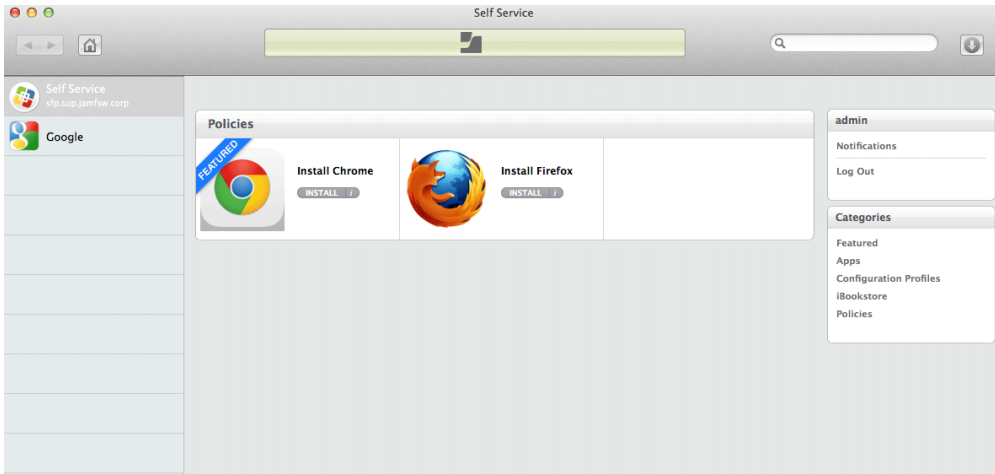 Self Service
Self Service
sfp.sup.jamfsw.corp
Google
Policies
FEATURED
Install Chrome
INSTALL i
Install Firefox
INSTALL i
admin
Notifications
Log Out
Categories
Featured
Apps
Configuration Profiles
iBookstore
Policies